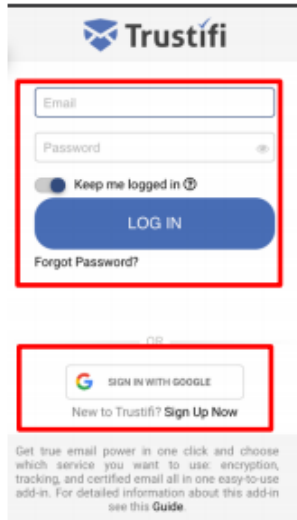 Trustifi
Email
Password
Keep me logged in
LOG IN
Forgot Password?
OR
SIGN IN WITH GOOGLE
New to Trustifi? Sign Up Now
Get true email power in one click and choose
which service you want to use: encryption,
tracking, and certified email all in one easy-to-use
add-in. For detailed information about this add-in
see this Guide.